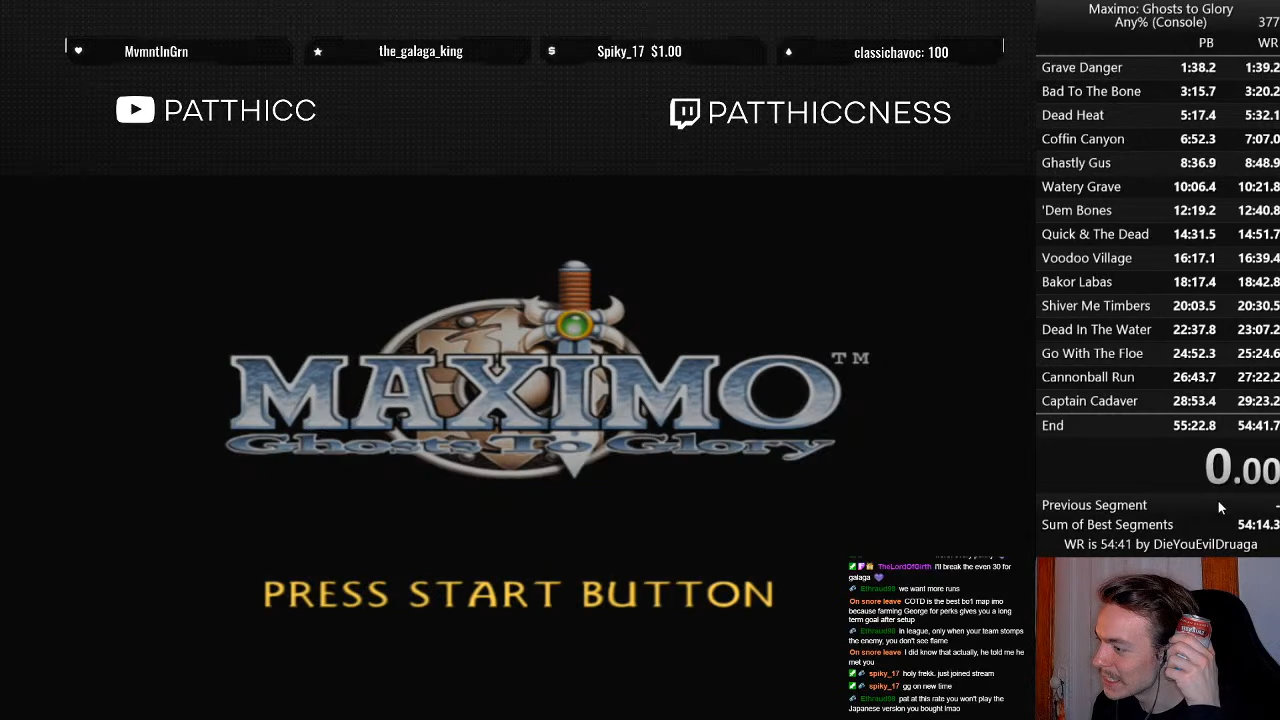 MvmntInGrn
the_galaga_king
$ Spiky_17 $1.00
classichavoc: 100
PATTHICC
PATTHICCNESS
MAXIMO™
Ghosts To Glory
PRESS START BUTTON
Maximo: Ghosts to Glory
Any% (Console) 377
PB WR
Grave Danger 1:38.2 1:39.2
Bad To The Bone 3:15.7 3:20.2
Dead Heat 5:17.4 5:32.1
Coffin Canyon 6:52.3 7:07.0
Ghastly Gus 8:36.9 8:48.9
Watery Grave 10:06.4 10:21.8
'Dem Bones 12:19.2 12:40.8
Quick & The Dead 14:31.5 14:51.7
Voodoo Village 16:17.1 16:39.4
Bakor Labas 18:17.4 18:42.8
Shiver Me Timbers 20:03.5 20:30.5
Dead In The Water 22:37.8 23:07.2
Go With The Floe 24:52.3 25:24.6
Cannonball Run 26:43.7 27:22.2
Captain Cadaver 28:53.4 29:23.2
End 55:22.8 54:41.7
0.00
Previous Segment -
Sum of Best Segments 54:14.3
WR is 54:41 by DieYouEvilDruaga
TheLordOfGirth I'll break the even 30 for
galaga
Ethraud98 we want more runs
On snore leave COTD is the best bo1 map imo
because farming George for perks gives you a long
term goal after setup
Ethraud98 in league, only when your team stomps
the enemy, you don't see flame
On snore leave I did know that actually, he told me he
met you
spiky_17 holy frekk. just joined stream
spiky_17 gg on new time
Ethraud98 pat at this rate you won't play the
Japanese version you bought lmao